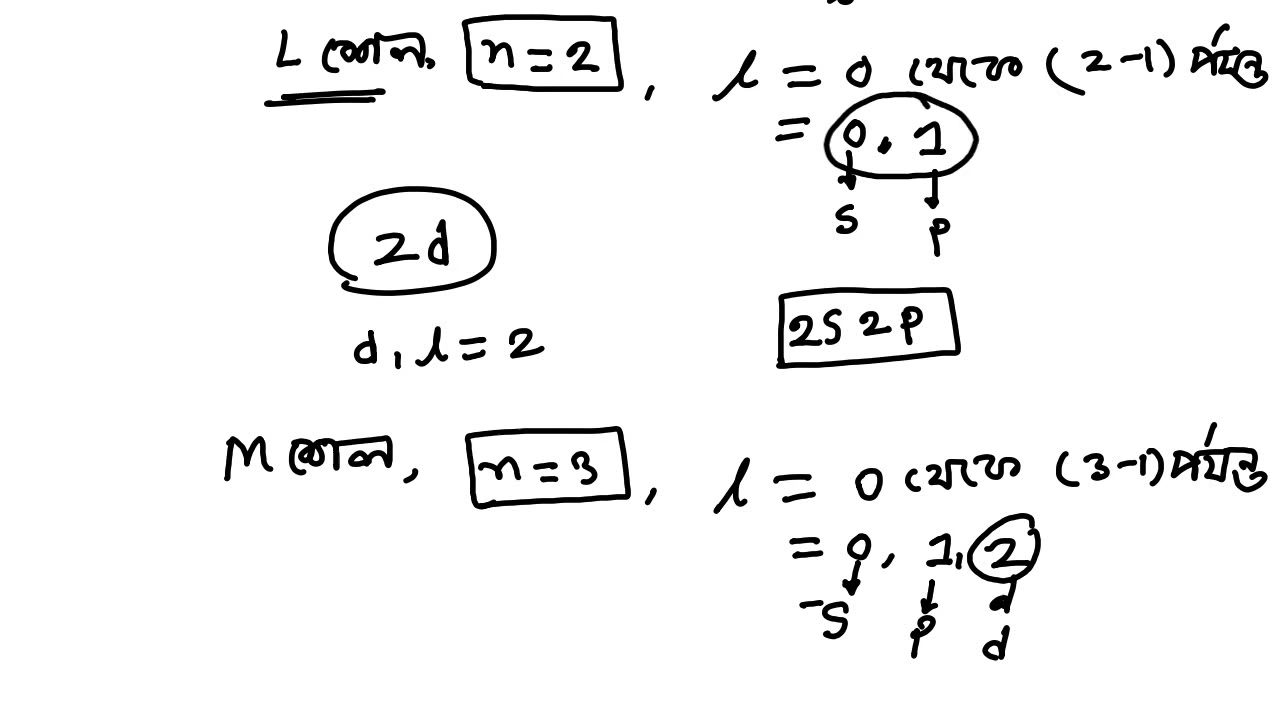 L শেল, n = 2, l = 0 থেকে (2-1) পর্যন্ত
= 0, 1
s p
2d
2s 2p
d, l = 2
M শেল, n = 3, l = 0 থেকে (3-1) পর্যন্ত
= 0, 1, 2
s p d